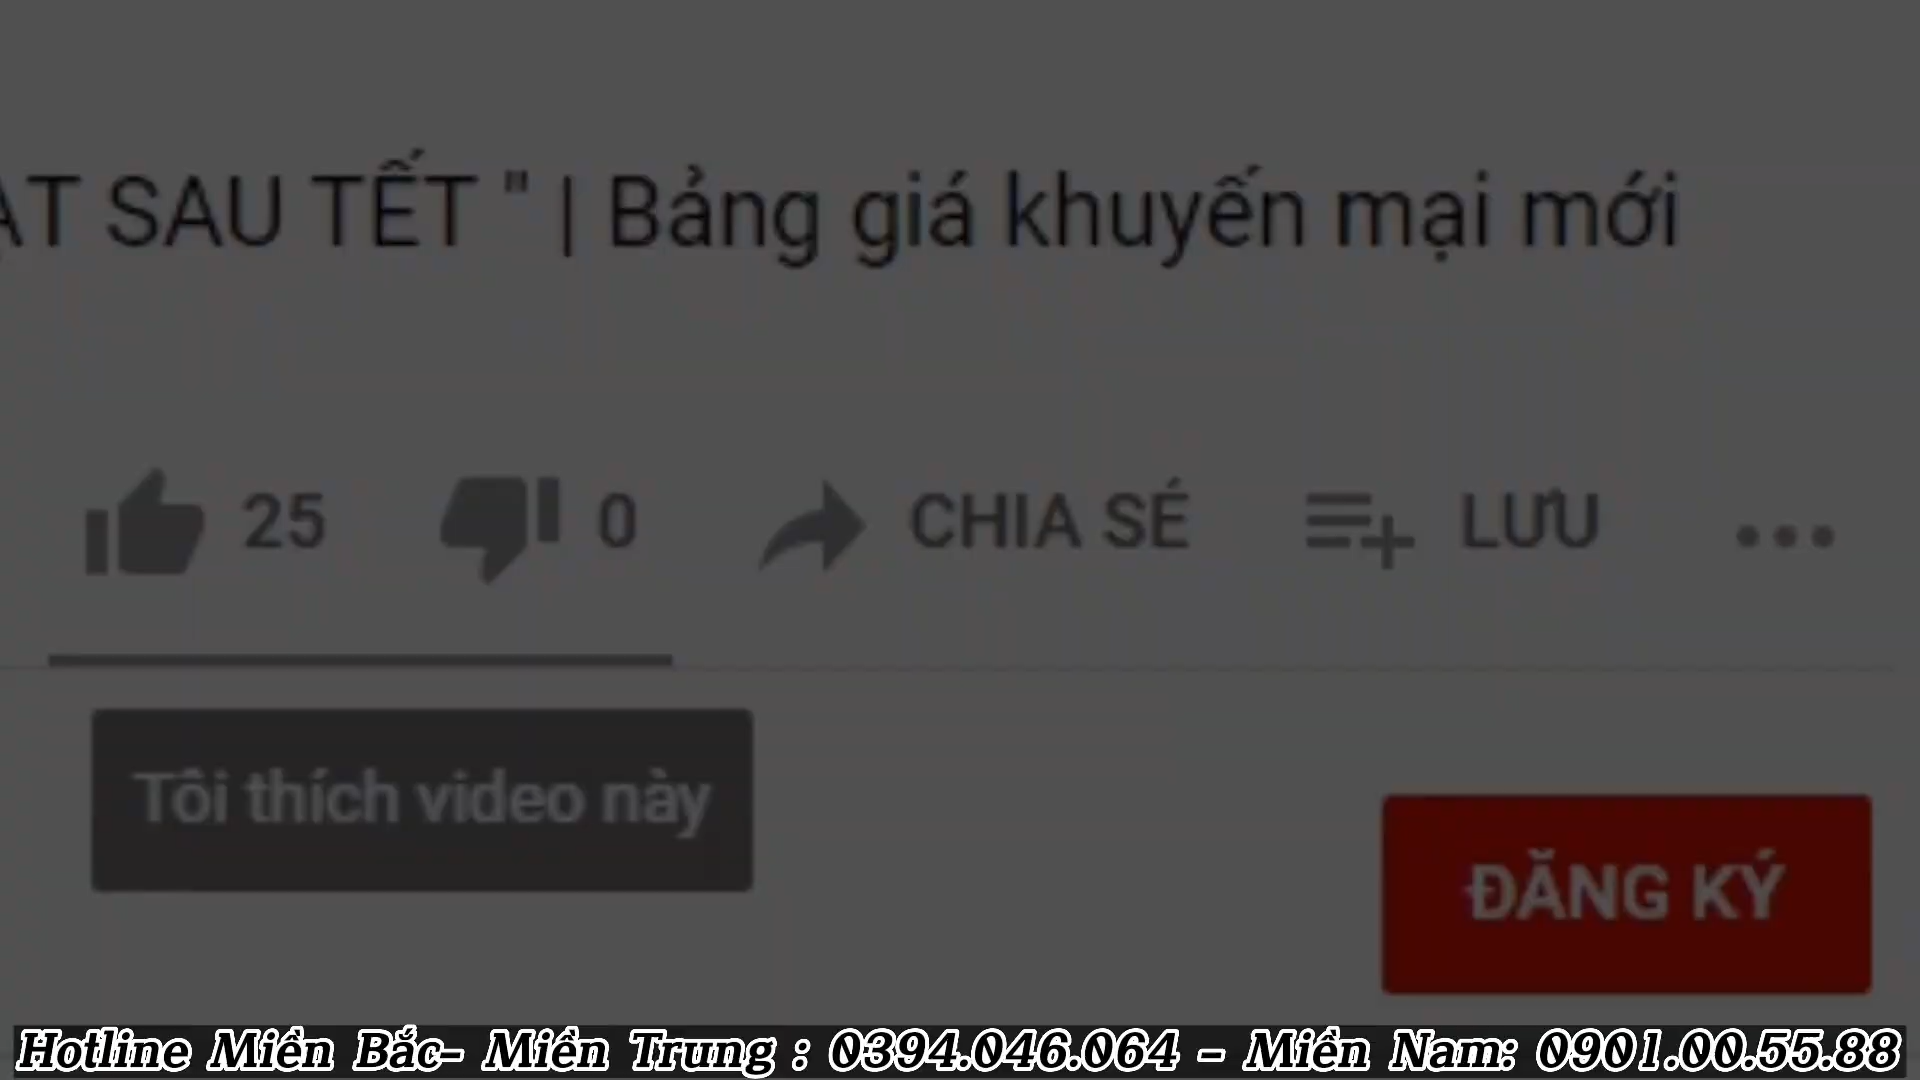 SAU TẾT " | Bảng giá khuyến mại mới
25 0 CHIA SẺ LƯU
Tôi thích video này
ĐĂNG KÝ
Hotline Miền Bắc- Miền Trung : 0394.046.064 - Miền Nam: 0901.00.55.88